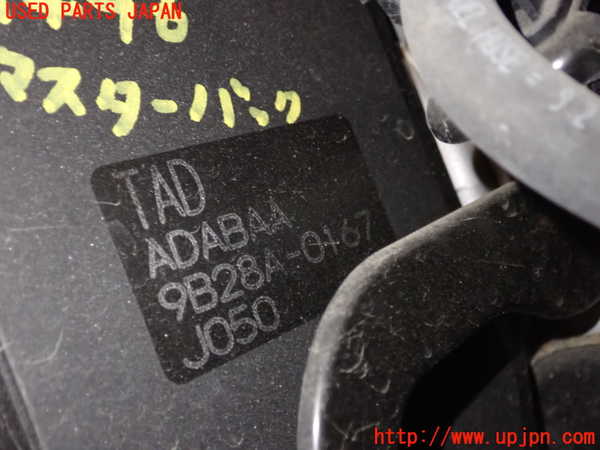 USED PARTS JAPAN
マスターバック
TAD
ADABAA
9B28A-0167
J050
http://www.upjpn.com/